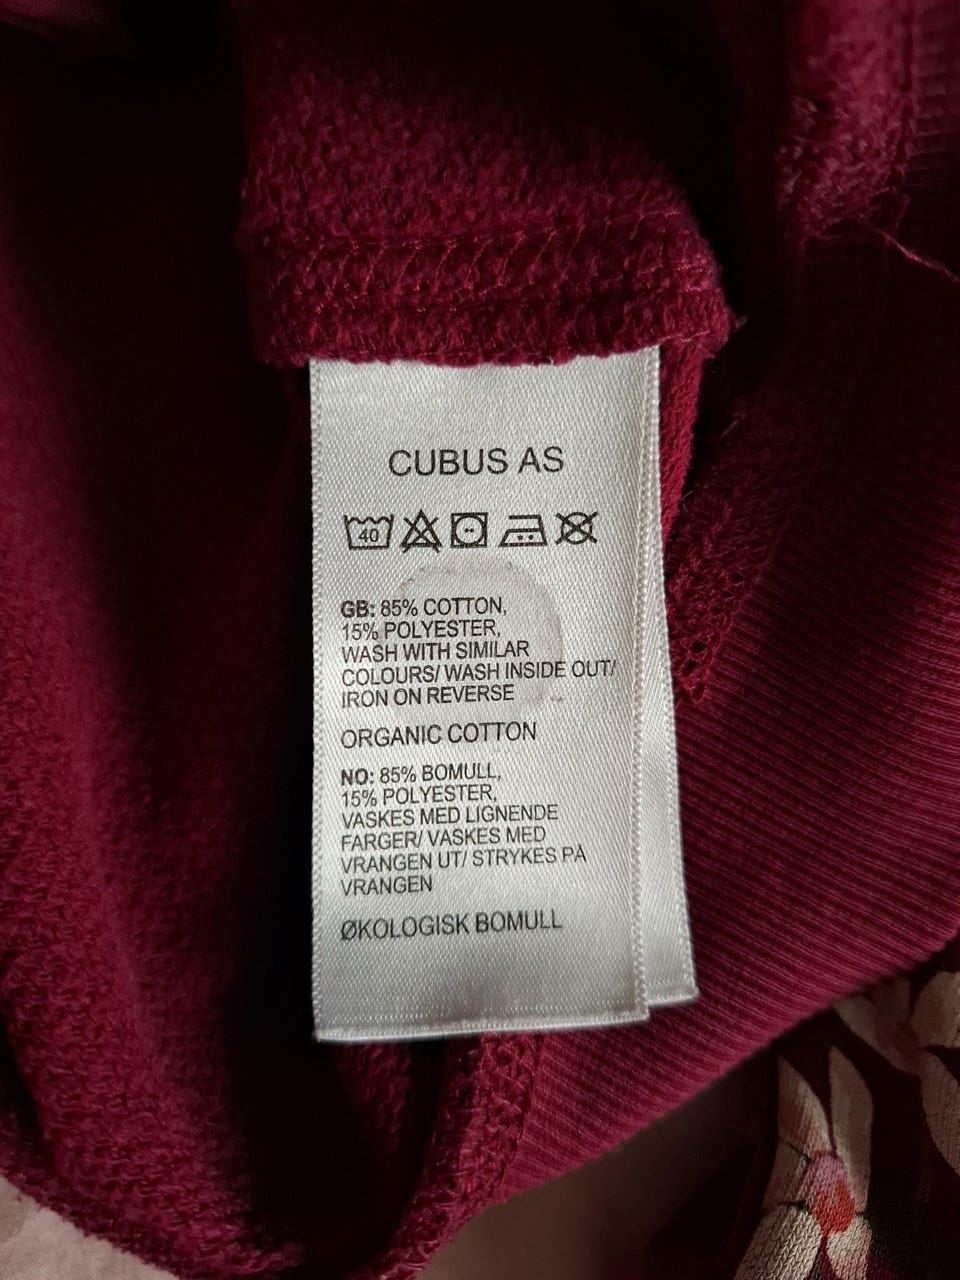 CUBUS AS
40
GB: 85% COTTON,
15% POLYESTER,
WASH WITH SIMILAR
COLOURS/ WASH INSIDE OUT/
IRON ON REVERSE
ORGANIC COTTON
NO: 85% BOMULL,
15% POLYESTER,
VASKES MED LIGNENDE
FARGER/ VASKES MED
VRANGEN UT/ STRYKES PÅ
VRANGEN
ØKOLOGISK BOMULL